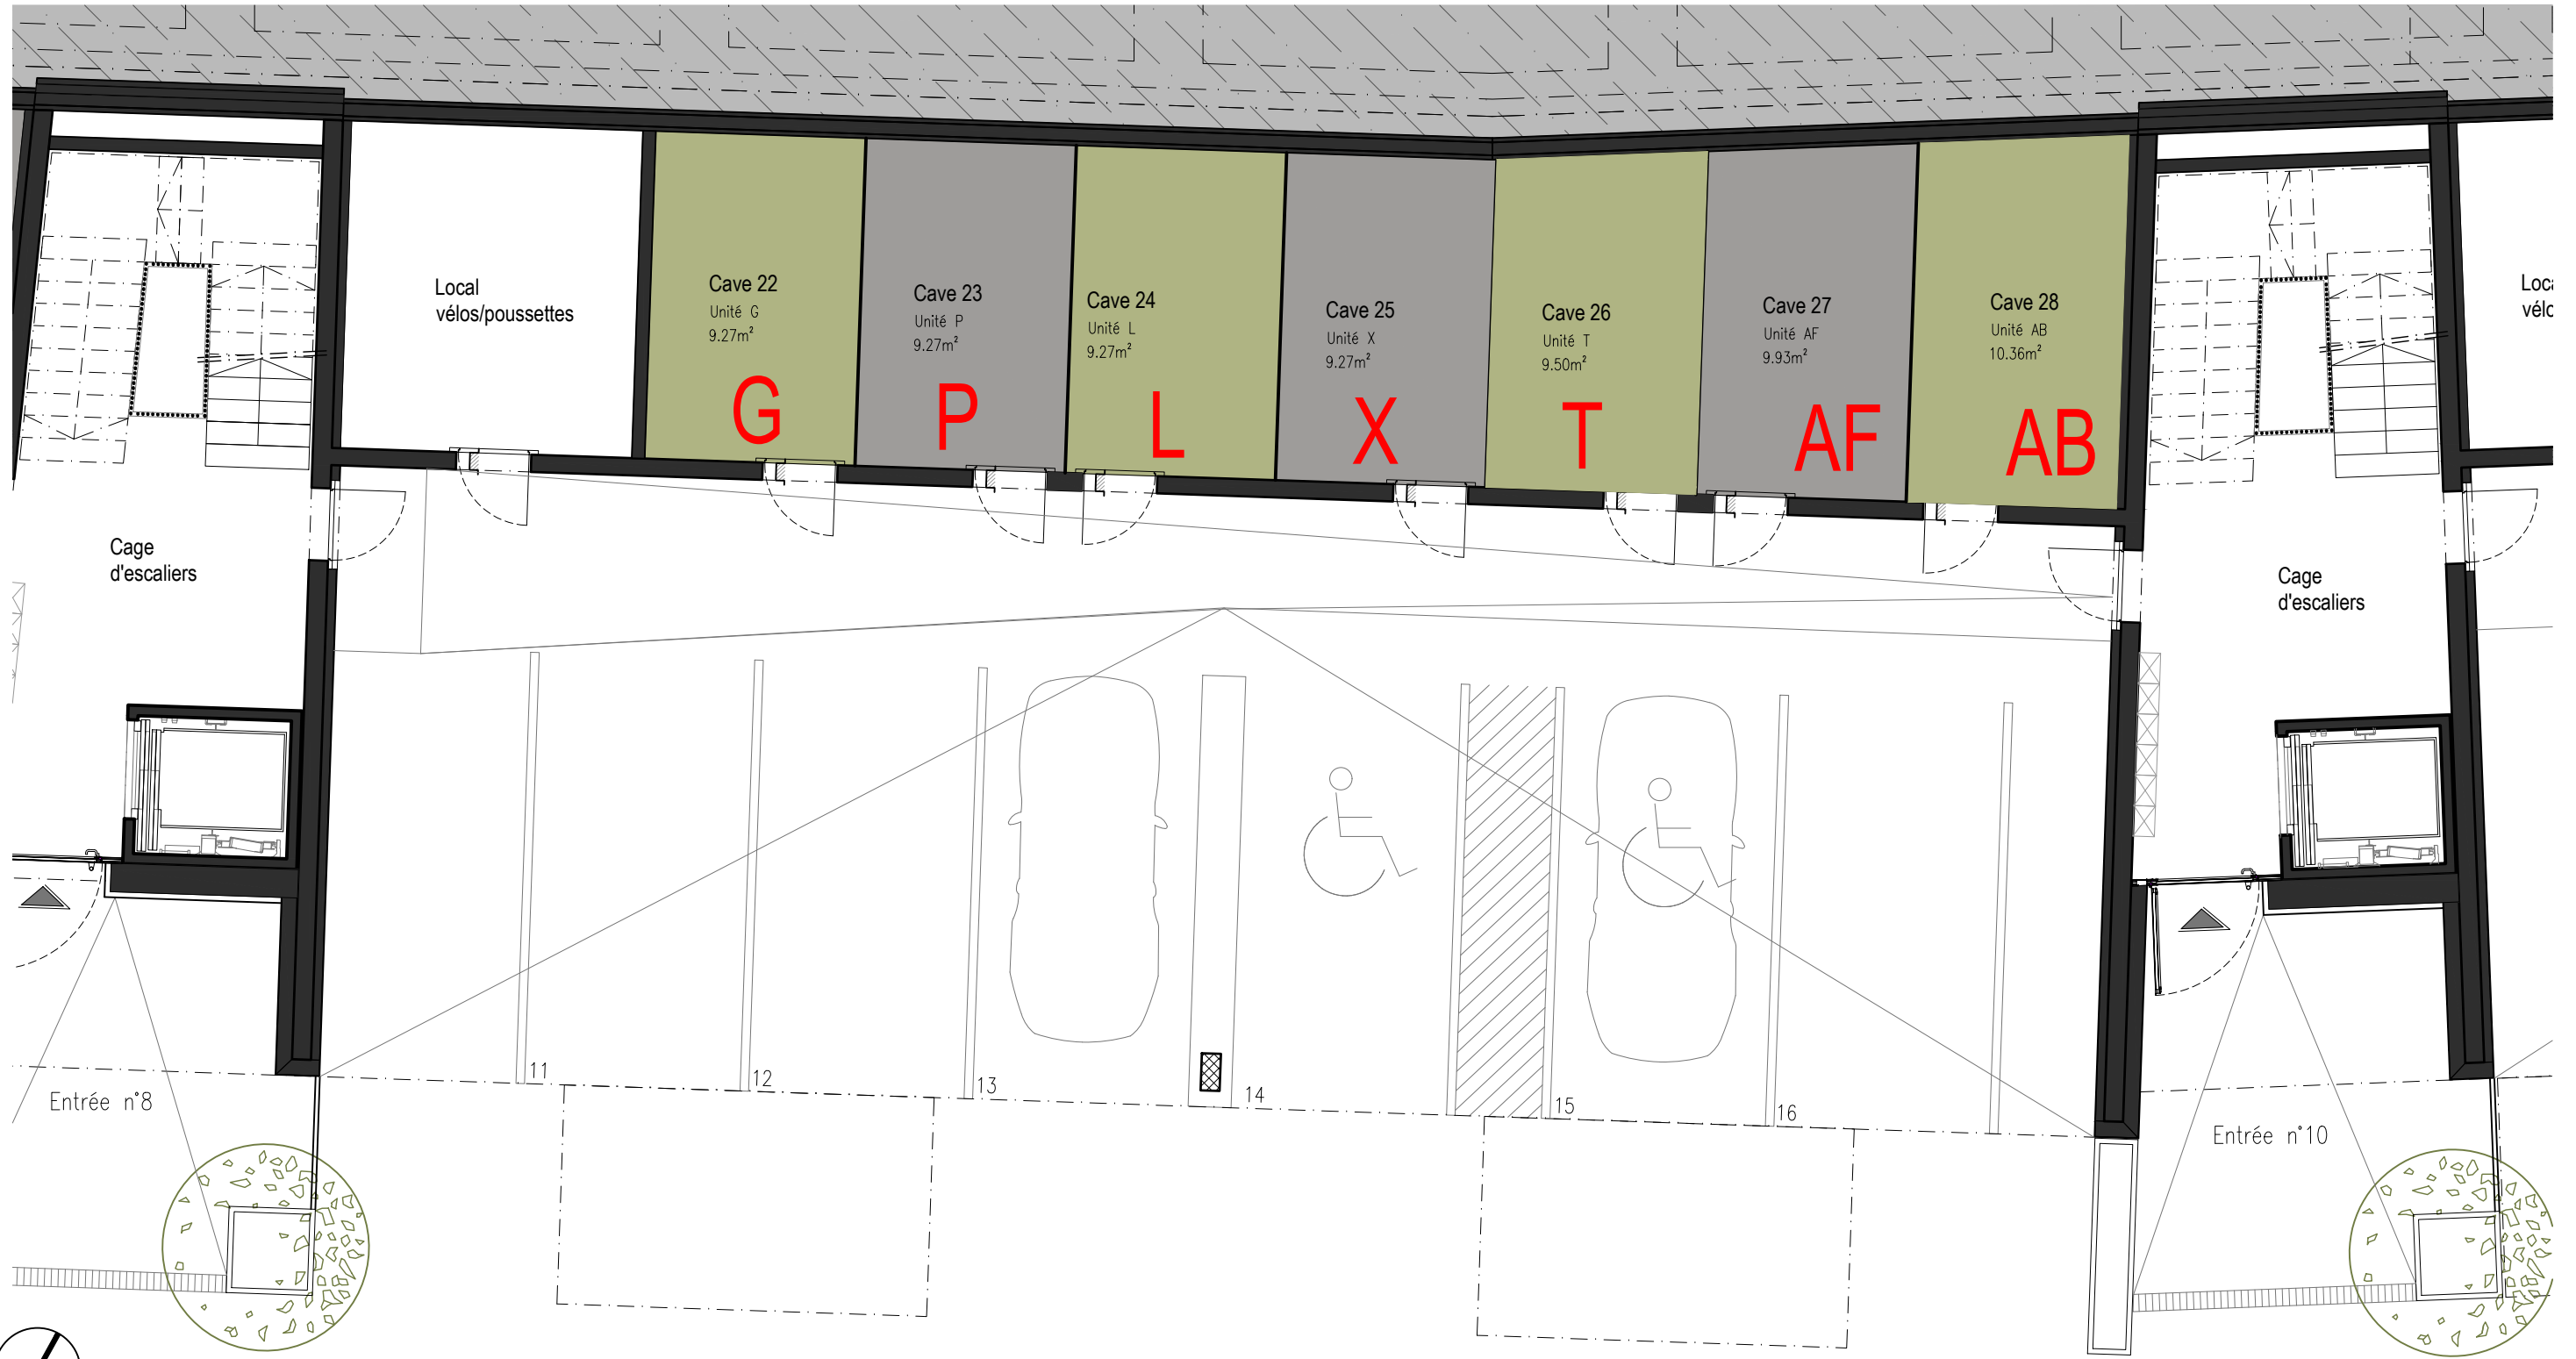 Local
vélos/poussettes
Cave 22
Unité G
9.27m²
G
Cave 23
Unité P
9.27m²
P
Cave 24
Unité L
9.27m²
L
Cave 25
Unité X
9.27m²
X
Cave 26
Unité T
9.50m²
T
Cave 27
Unité AF
9.93m²
AF
Cave 28
Unité AB
10.36m²
AB
Cage
d'escaliers
Cage
d'escaliers
11
12
13
14
15
16
Entrée n°8
Entrée n°10